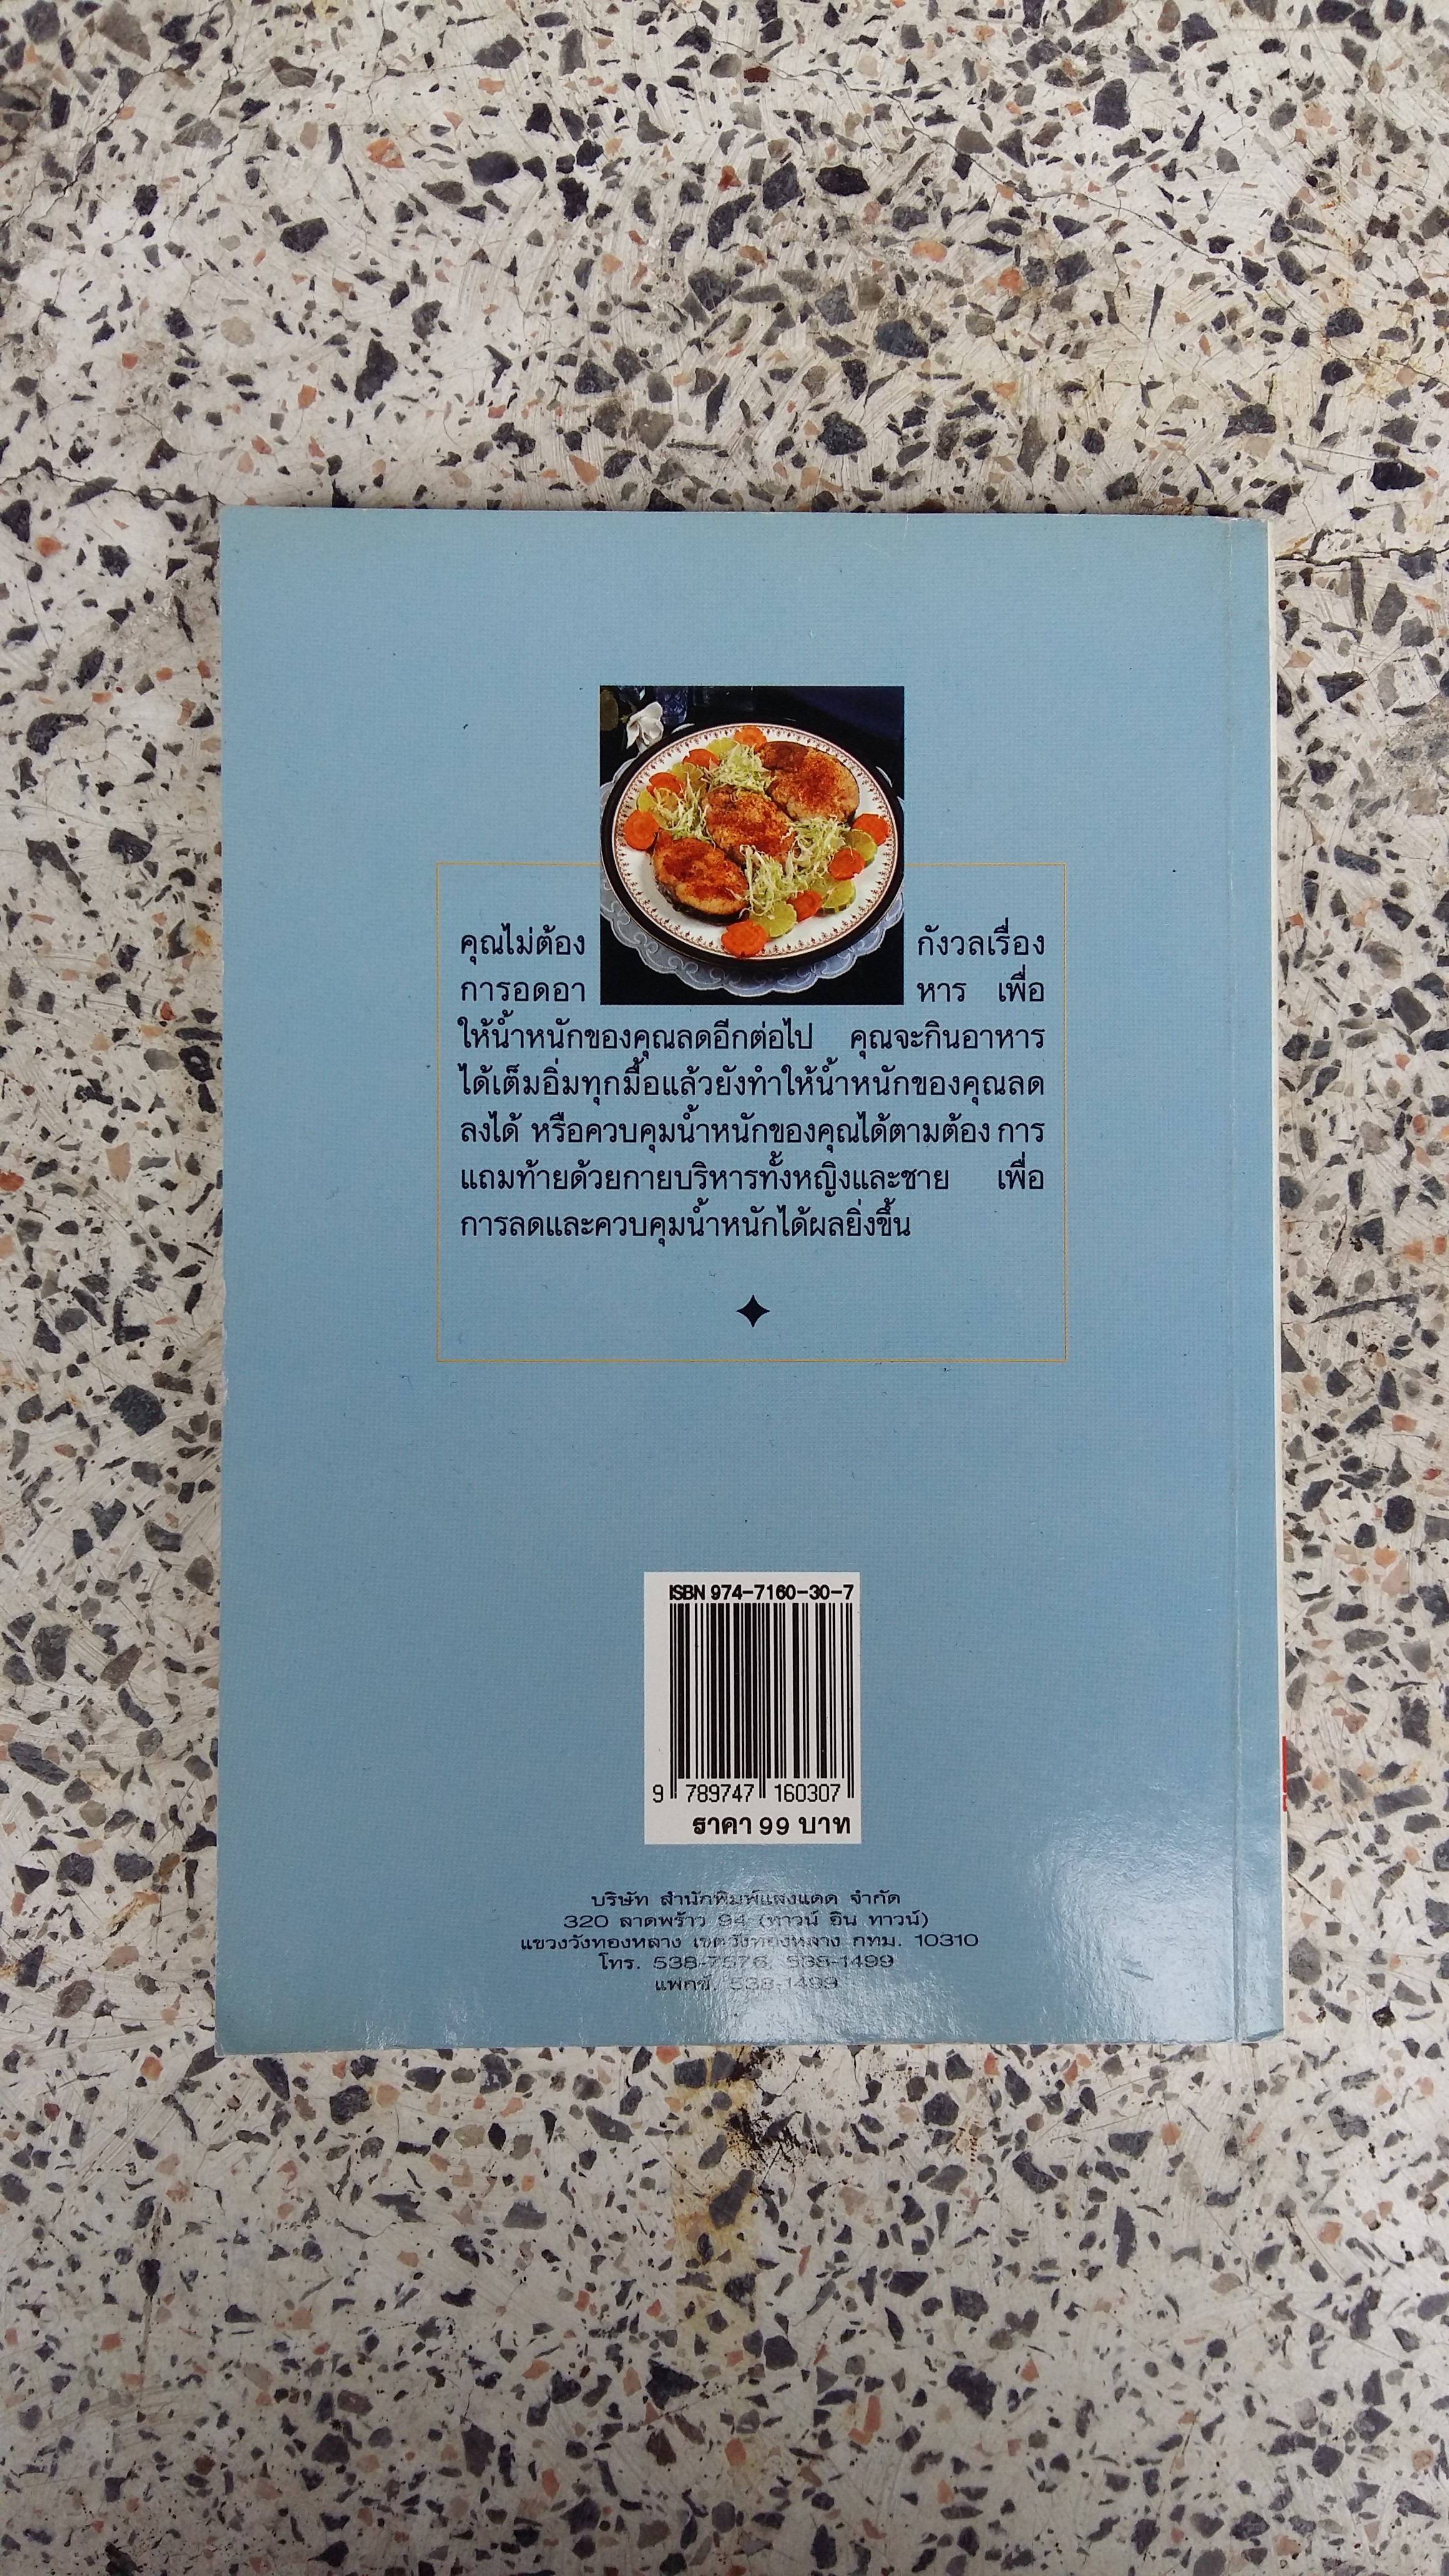 คุณไม่ต้อง กังวลเรื่อง
การอดอา หาร เพื่อ
ให้น้ำหนักของคุณลดอีกต่อไป คุณจะกินอาหาร
ได้เต็มอิ่มทุกมื้อแล้วยังทำให้น้ำหนักของคุณลด
ลงได้ หรือควบคุมน้ำหนักของคุณได้ตามต้อง การ
แถมท้ายด้วยกายบริหารทั้งหญิงและชาย เพื่อ
การลดและควบคุมน้ำหนักได้ผลยิ่งขึ้น
ISBN 974-7160-30-7
9 789747 160307
ราคา 99 บาท
บริษัท สำนักพิมพ์แสงแดด จำกัด
320 ลาดพร้าว 94 (ทาวน์ อิน ทาวน์)
แขวงวังทองหลาง เขตวังทองหลาง กทม. 10310
โทร. 538-7576, 538-1499
แฟกซ์. 538-1499